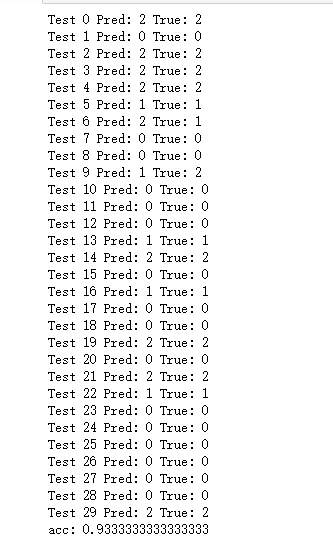 Test 0 Pred: 2 True: 2
Test 1 Pred: 0 True: 0
Test 2 Pred: 2 True: 2
Test 3 Pred: 2 True: 2
Test 4 Pred: 2 True: 2
Test 5 Pred: 1 True: 1
Test 6 Pred: 2 True: 1
Test 7 Pred: 0 True: 0
Test 8 Pred: 0 True: 0
Test 9 Pred: 1 True: 2
Test 10 Pred: 0 True: 0
Test 11 Pred: 0 True: 0
Test 12 Pred: 0 True: 0
Test 13 Pred: 1 True: 1
Test 14 Pred: 2 True: 2
Test 15 Pred: 0 True: 0
Test 16 Pred: 1 True: 1
Test 17 Pred: 0 True: 0
Test 18 Pred: 0 True: 0
Test 19 Pred: 2 True: 2
Test 20 Pred: 0 True: 0
Test 21 Pred: 2 True: 2
Test 22 Pred: 1 True: 1
Test 23 Pred: 0 True: 0
Test 24 Pred: 0 True: 0
Test 25 Pred: 0 True: 0
Test 26 Pred: 0 True: 0
Test 27 Pred: 0 True: 0
Test 28 Pred: 0 True: 0
Test 29 Pred: 2 True: 2
acc: 0.9333333333333333